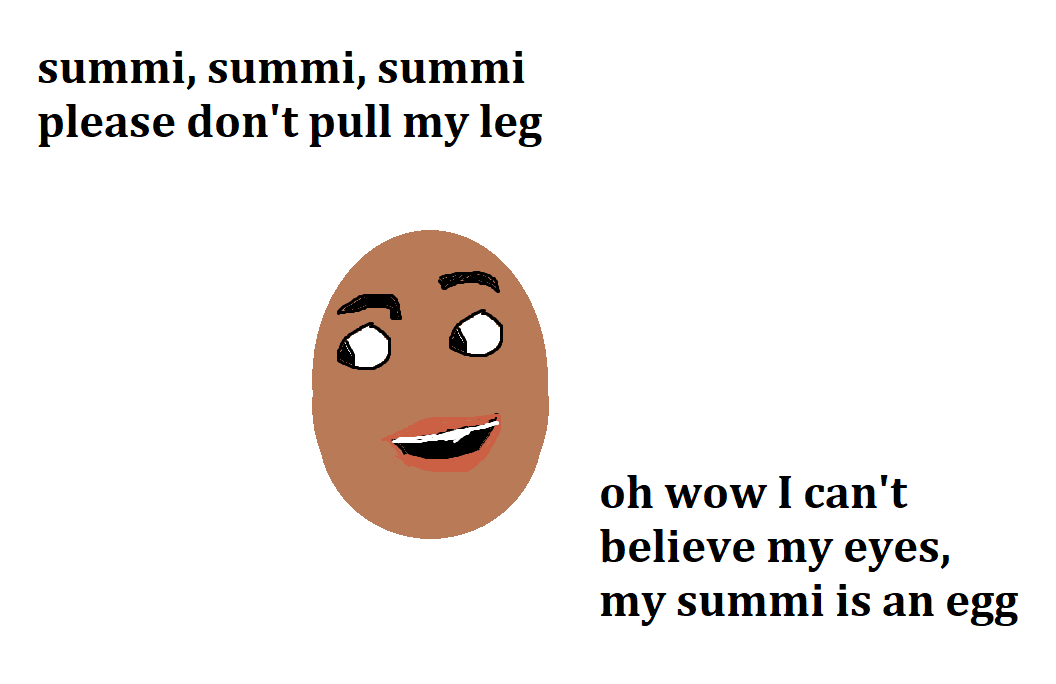 summi, summi, summi
please don't pull my leg
oh wow I can't
believe my eyes,
my summi is an egg